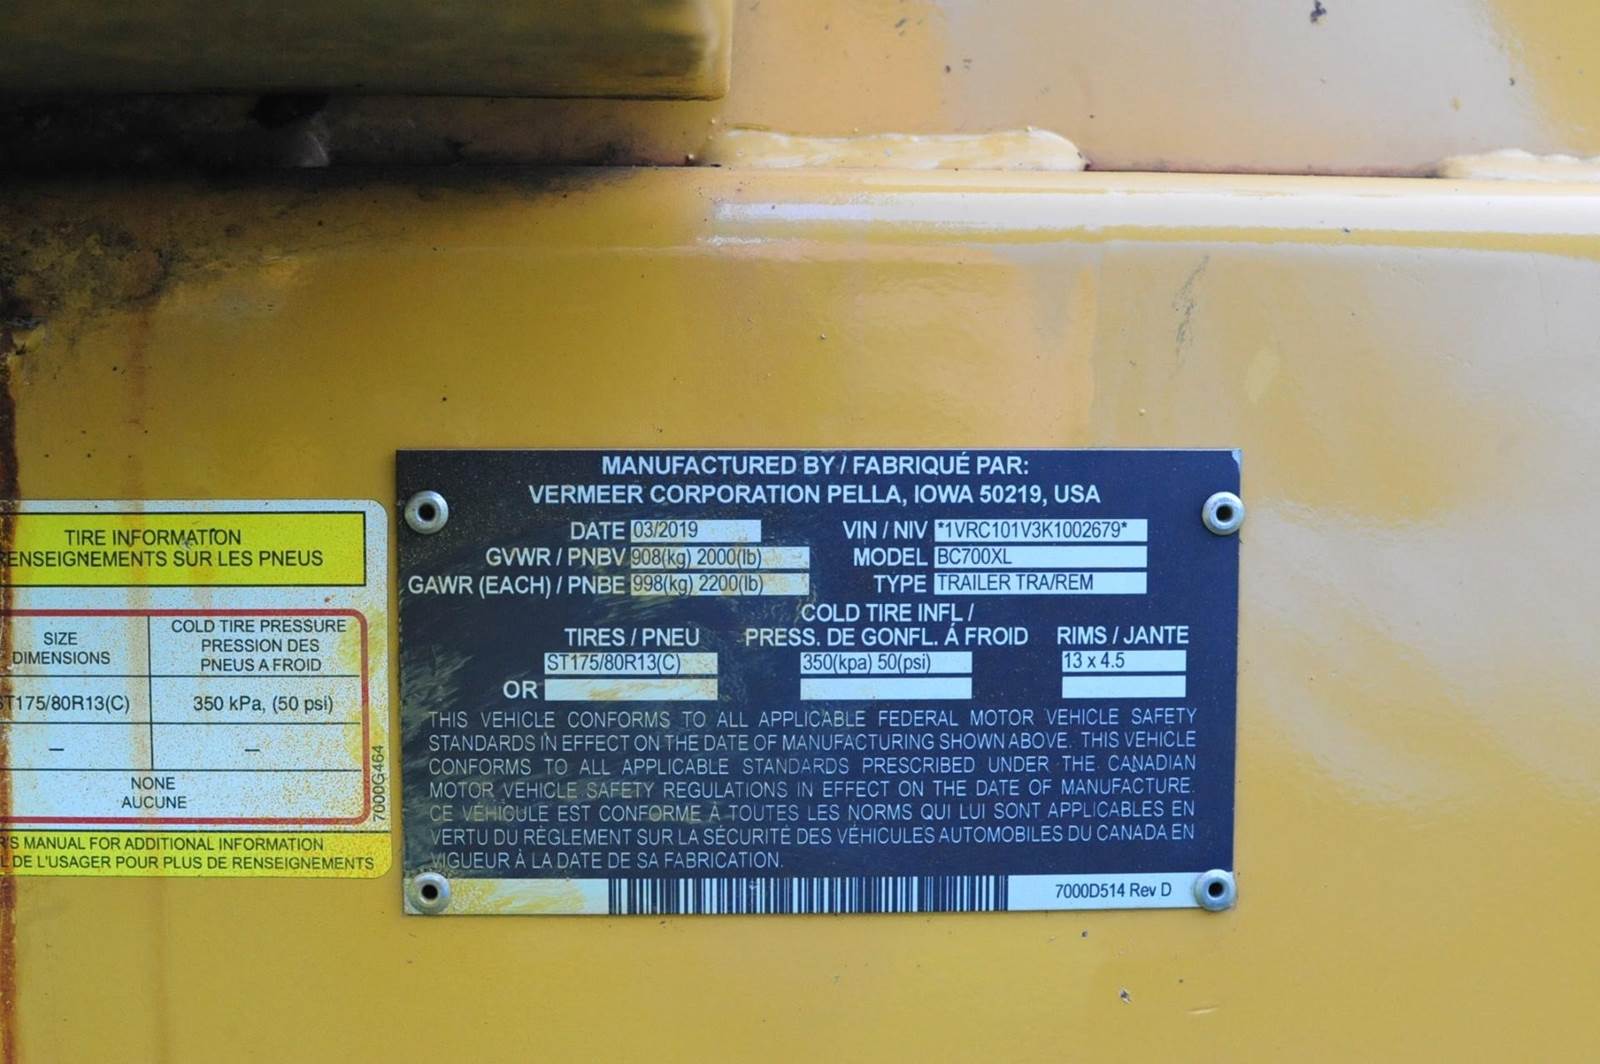 TIRE INFORMATION
RENSEIGNEMENTS SUR LES PNEUS
SIZE
DIMENSIONS
COLD TIRE PRESSURE
PRESSION DES
PNEUS A FROID
ST175/80R13(C) 350 kPa, (50 psi)
— —
NONE
AUCUNE
7000G464
'S MANUAL FOR ADDITIONAL INFORMATION
L DE L'USAGER POUR PLUS DE RENSEIGNEMENTS
MANUFACTURED BY / FABRIQUÉ PAR:
VERMEER CORPORATION PELLA, IOWA 50219, USA
DATE 03/2019 VIN / NIV *1VRC101V3K1002679*
GVWR / PNBV 908(kg) 2000(lb) MODEL BC700XL
GAWR (EACH) / PNBE 998(kg) 2200(lb) TYPE TRAILER TRA/REM
COLD TIRE INFL /
TIRES / PNEU PRESS. DE GONFL. Á FROID RIMS / JANTE
ST175/80R13(C) 350(kpa) 50(psi) 13 x 4.5
OR
THIS VEHICLE CONFORMS TO ALL APPLICABLE FEDERAL MOTOR VEHICLE SAFETY
STANDARDS IN EFFECT ON THE DATE OF MANUFACTURING SHOWN ABOVE. THIS VEHICLE
CONFORMS TO ALL APPLICABLE STANDARDS PRESCRIBED UNDER THE CANADIAN
MOTOR VEHICLE SAFETY REGULATIONS IN EFFECT ON THE DATE OF MANUFACTURE.
CE VÉHICULE EST CONFORME À TOUTES LES NORMS QUI LUI SONT APPLICABLES EN
VERTU DU RÈGLEMENT SUR LA SÉCURITÉ DES VÉHICULES AUTOMOBILES DU CANADA EN
VIGUEUR À LA DATE DE SA FABRICATION.
7000D514 Rev D